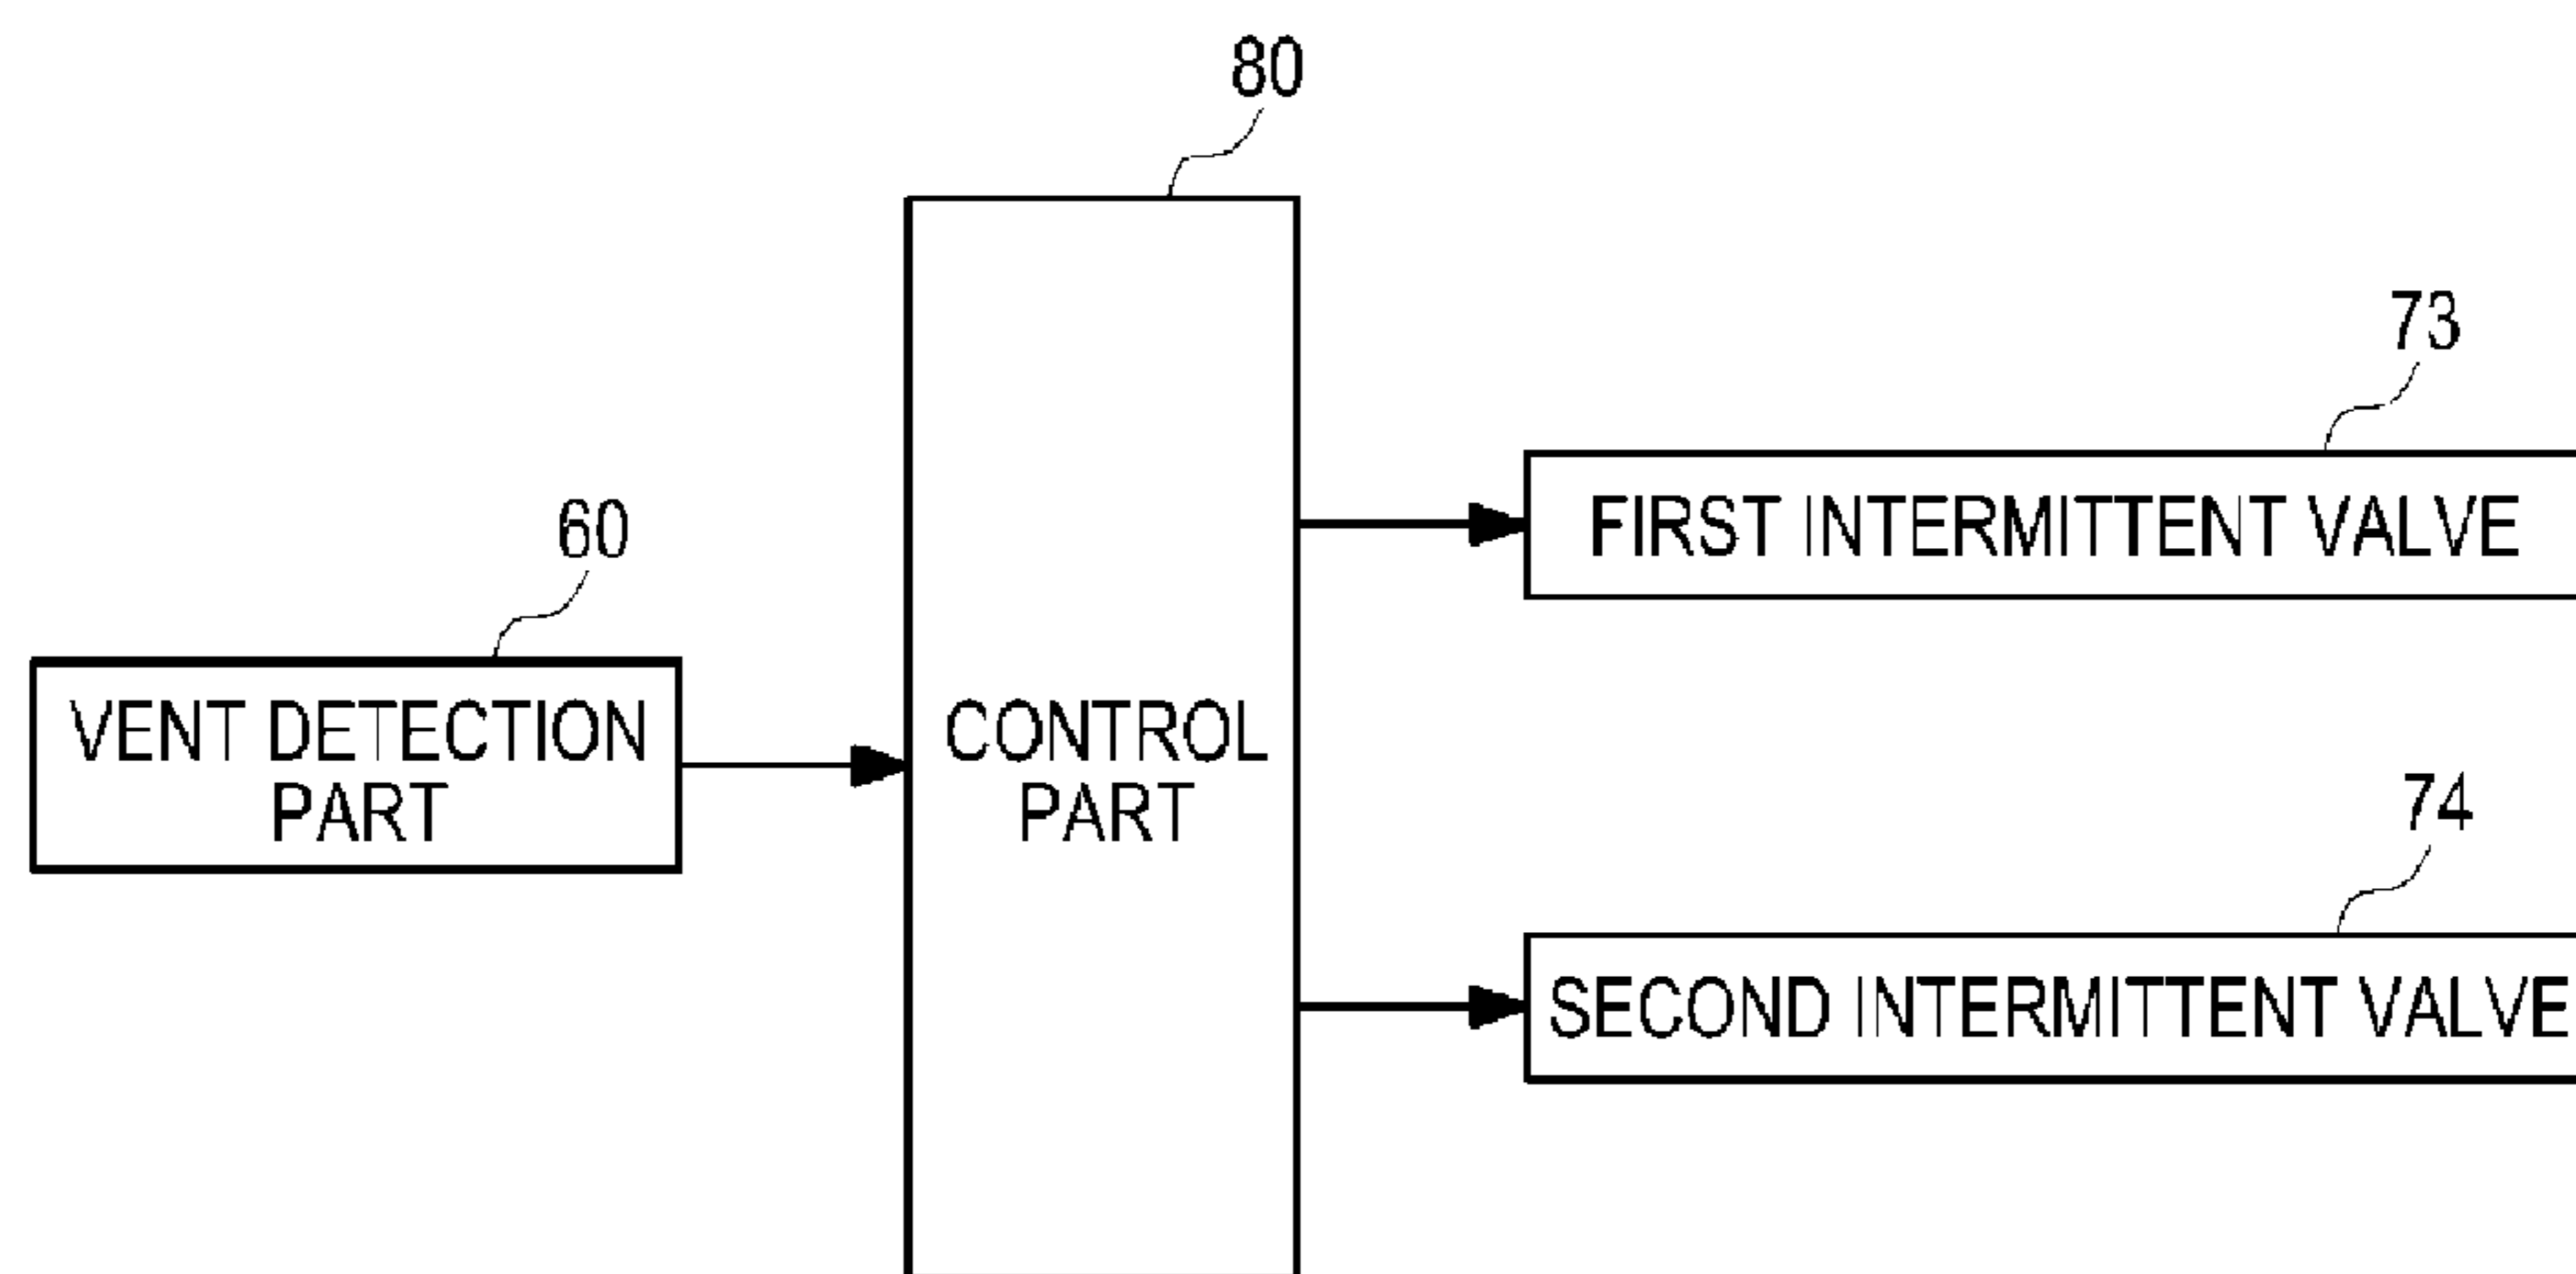 80
73
60
FIRST INTERMITTENT VALVE
VENT DETECTION
PART
CONTROL
PART
74
SECOND INTERMITTENT VALVE